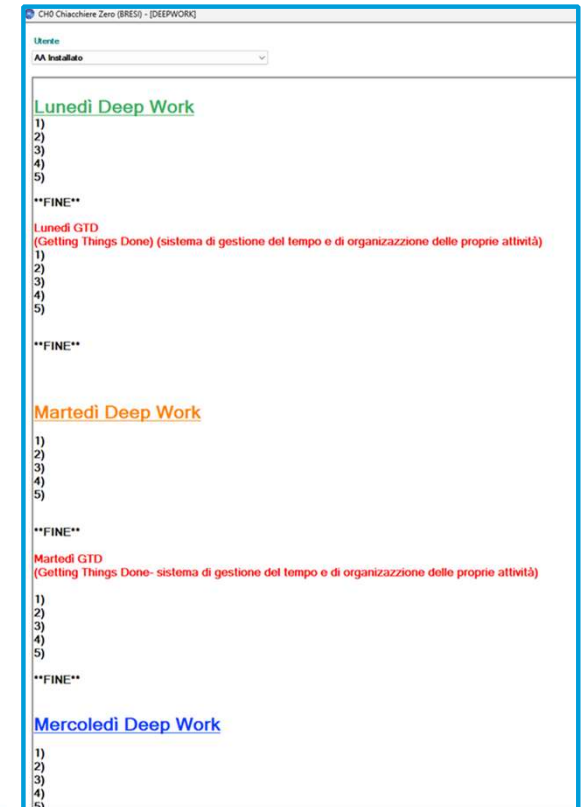 CH0 Chiacchiere Zero (BRESI) - [DEEPWORK]
Utente
AA Installato
Lunedì Deep Work
1)
2)
3)
4)
5)
**FINE**
Lunedì GTD
(Getting Things Done) (sistema di gestione del tempo e di organizazzione delle proprie attività)
1)
2)
3)
4)
5)
**FINE**
Martedì Deep Work
1)
2)
3)
4)
5)
**FINE**
Martedì GTD
(Getting Things Done- sistema di gestione del tempo e di organizazzione delle proprie attività)
1)
2)
3)
4)
5)
**FINE**
Mercoledì Deep Work
1)
2)
3)
4)
5)